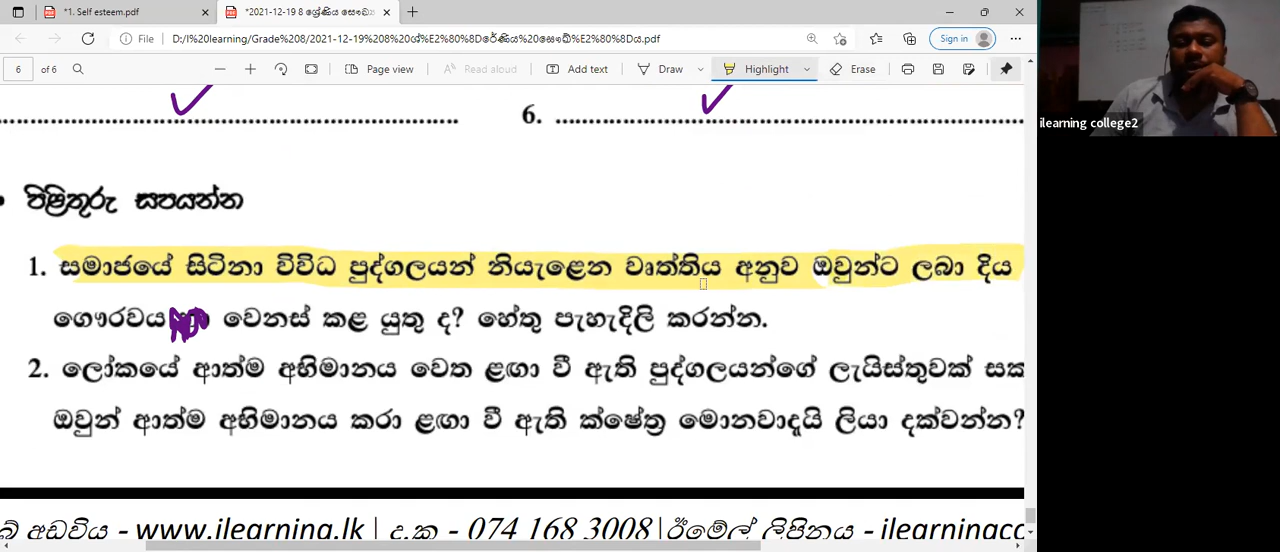 *1. Self esteem.pdf
*2021-12-19 8 ශ්‍රේණිය සෞඛ්‍ය
File
D:/I%20learning/Grade%208/2021-12-19%208%20ශ්%E2%80%8Dරේණිය%20සෞඛ්%E2%80%8Dය.pdf
Sign in
6 of 6
Page view
Read aloud
Add text
Draw
Highlight
Erase
ilearning college2
6.
පිළිතුරු සපයන්න
1. සමාජයේ සිටිනා විවිධ පුද්ගලයන් නියැළෙන වෘත්තිය අනුව ඔවුන්ට ලබා දිය
ගෞරවය වෙනස් කළ යුතු ද? හේතු පැහැදිලි කරන්න.
2. ලෝකයේ ආත්ම අභිමානය වෙත ළඟා වී ඇති පුද්ගලයන්ගේ ලැයිස්තුවක් සක
ඔවුන් ආත්ම අභිමානය කරා ළඟා වී ඇති ක්ෂේත්‍ර මොනවාදැයි ලියා දක්වන්න?
බ් අඩවිය - www.ilearning.lk | දු.ක - 074 168 3008|ඊමේල් ලිපිනය - ilearningco